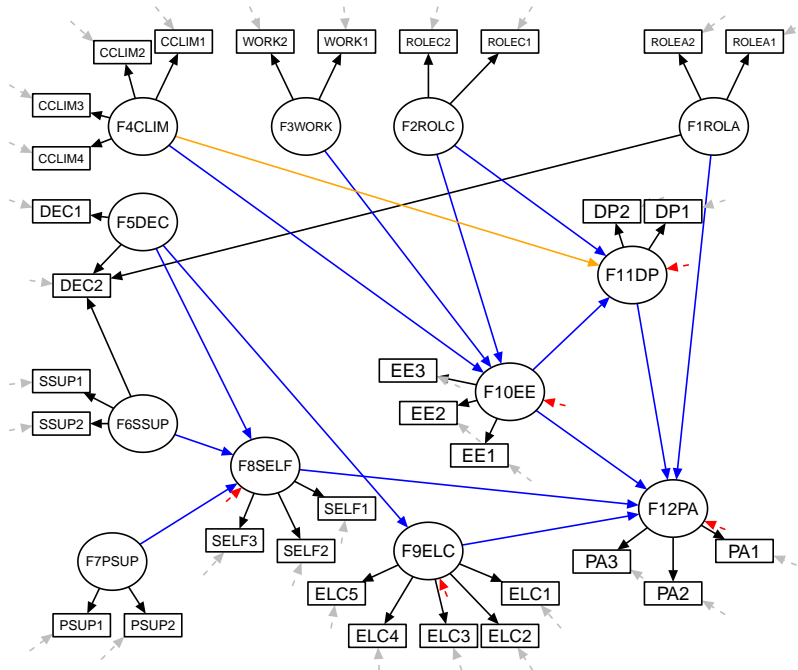 CCLIM1
WORK2
WORK1
ROLEC2
ROLEC1
ROLEA2
ROLEA1
CCLIM2
CCLIM3
F4CLIM
F3WORK
F2ROLC
F1ROLA
CCLIM4
DEC1
F5DEC
DP2
DP1
DEC2
F11DP
EE3
SSUP1
F10EE
EE2
SSUP2
F6SSUP
EE1
F8SELF
SELF1
F12PA
SELF3
SELF2
F9ELC
PA1
F7PSUP
PA3
ELC5
ELC1
PA2
PSUP1
PSUP2
ELC4
ELC3
ELC2